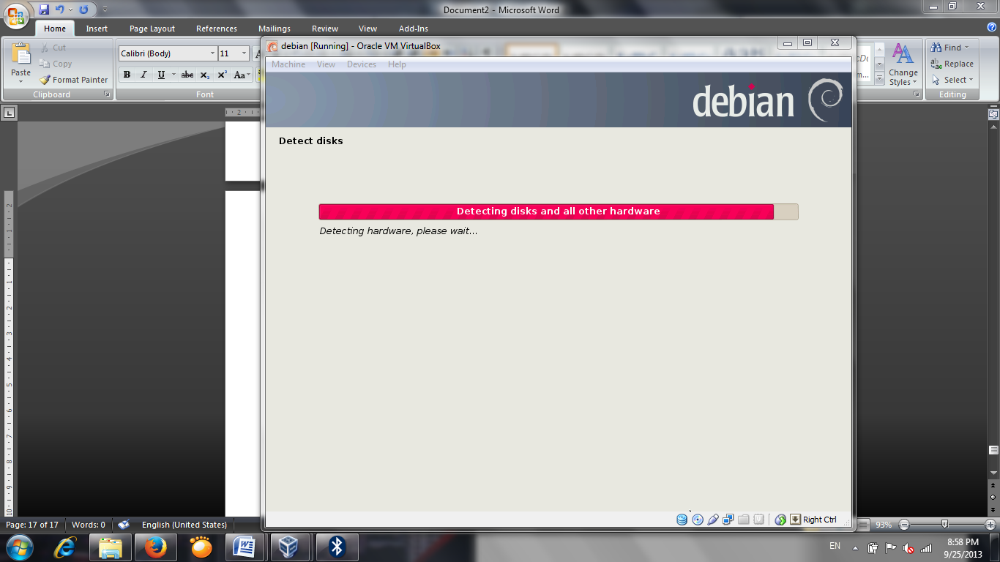 Document2 - Microsoft Word
Home Insert Page Layout References Mailings Review View Add-Ins
Paste
Cut
Copy
Format Painter
Clipboard
Calibri (Body) 11
B I U abc X₂ X² Aa
Font
Change Styles
Find
Replace
Select
Editing
debian [Running] - Oracle VM VirtualBox
Machine View Devices Help
debian
Detect disks
Detecting disks and all other hardware
Detecting hardware, please wait...
Right Ctrl
Page: 17 of 17 Words: 0 English (United States) 93%
EN
8:58 PM
9/25/2013